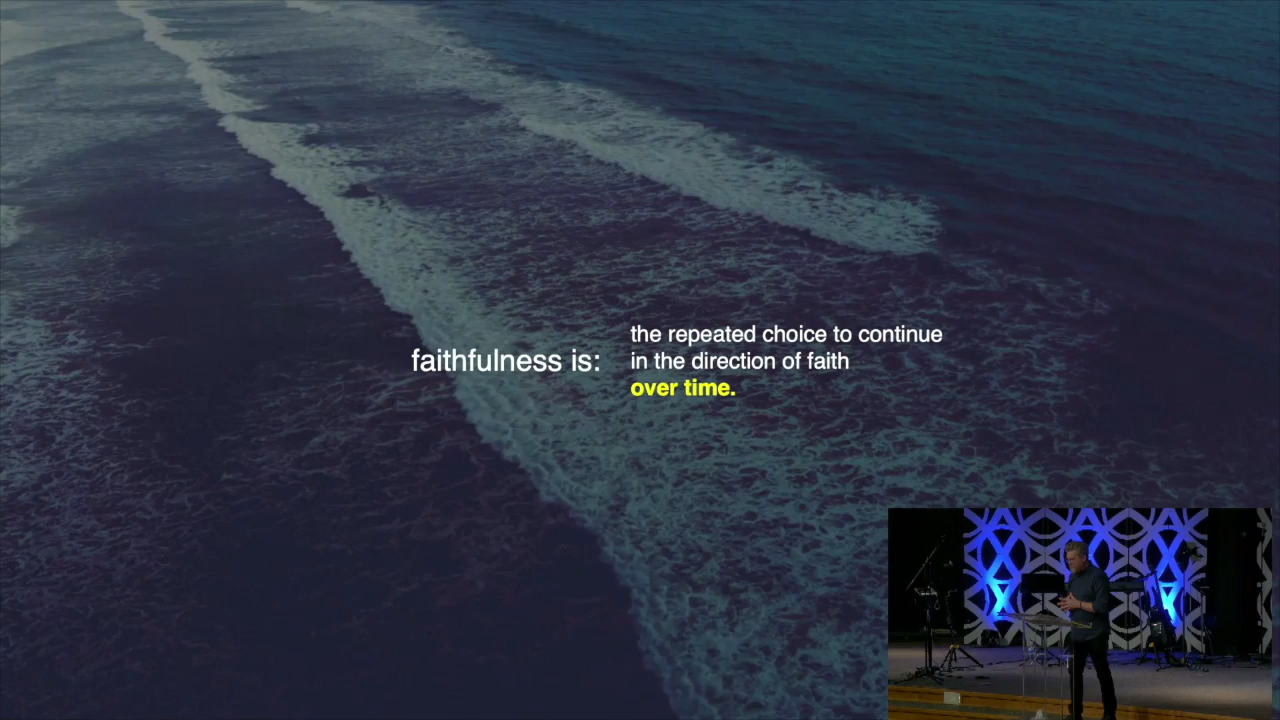 faithfulness is:
the repeated choice to continue
in the direction of faith
over time.